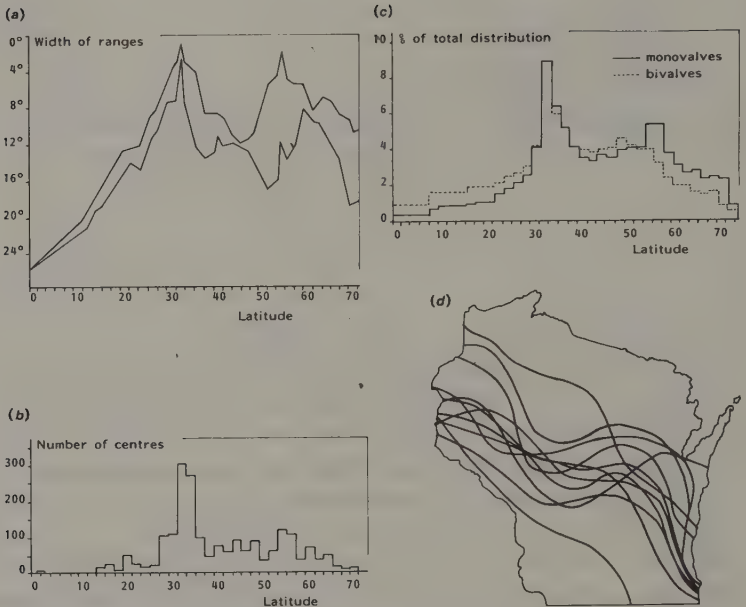 (a)
Width of ranges
0°
4°
8°
12°
16°
20°
24°
0 10 20 30 40 50 60 70
Latitude
(b)
Number of centres
300
200
100
0
0 10 20 30 40 50 60 70
Latitude
(c)
10 % of total distribution
monovalves
bivalves
8
6
4
2
0
0 10 20 30 40 50 60 70
Latitude
(d)